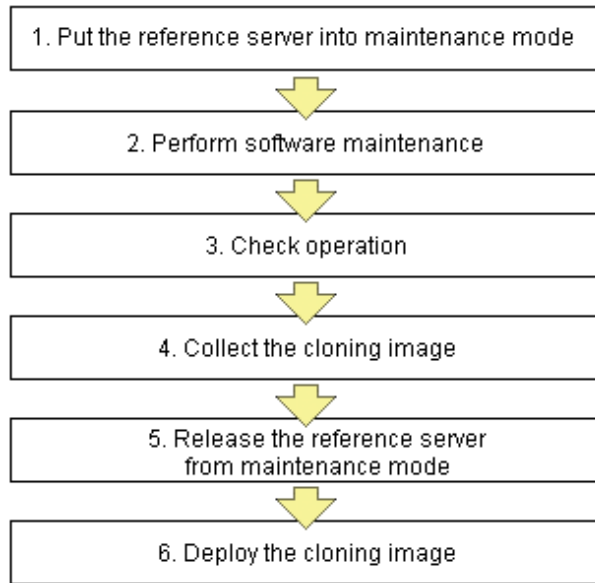 1. Put the reference server into maintenance mode
2. Perform software maintenance
3. Check operation
4. Collect the cloning image
5. Release the reference server
from maintenance mode
6. Deploy the cloning image